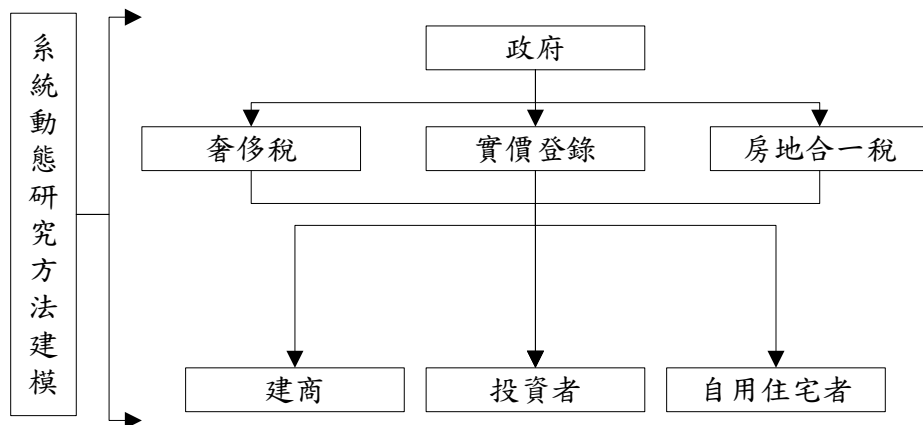 系統動態研究方法建模
政府
奢侈稅
實價登錄
房地合一稅
建商
投資者
自用住宅者